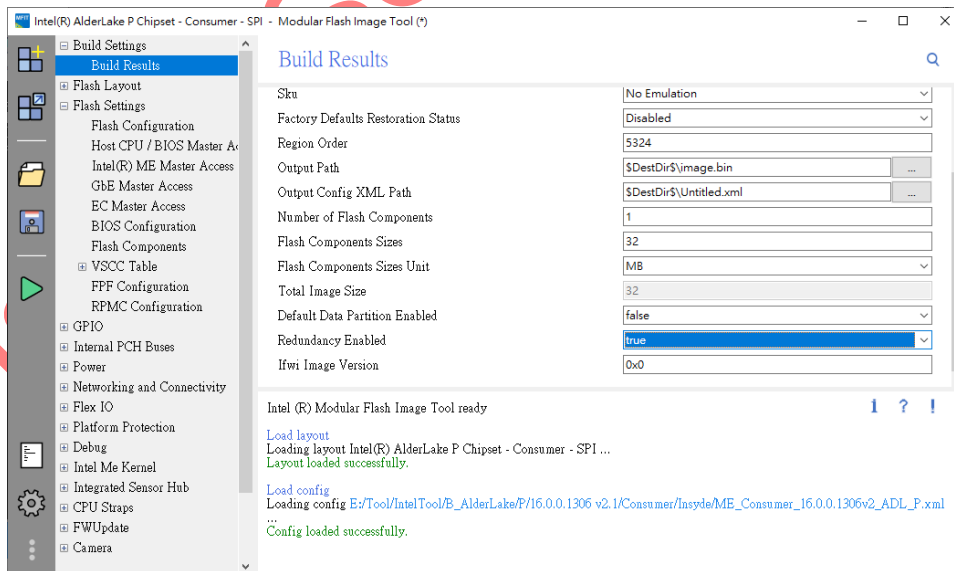 Intel(R) AlderLake P Chipset - Consumer - SPI - Modular Flash Image Tool (*)
Build Settings
Build Results
Flash Layout
Flash Settings
Flash Configuration
Host CPU / BIOS Master A
Intel(R) ME Master Access
GbE Master Access
EC Master Access
BIOS Configuration
Flash Components
VSCC Table
FPF Configuration
RPMC Configuration
GPIO
Internal PCH Buses
Power
Networking and Connectivity
Flex IO
Platform Protection
Debug
Intel Me Kernel
Integrated Sensor Hub
CPU Straps
FWUpdate
Camera
Build Results
Sku No Emulation
Factory Defaults Restoration Status Disabled
Region Order 5324
Output Path $DestDir$\image.bin ...
Output Config XML Path $DestDir$\Untitled.xml ...
Number of Flash Components 1
Flash Components Sizes 32
Flash Components Sizes Unit MB
Total Image Size 32
Default Data Partition Enabled false
Redundancy Enabled true
Ifwi Image Version 0x0
Intel (R) Modular Flash Image Tool ready
Load layout
Loading layout Intel(R) AlderLake P Chipset - Consumer - SPI ...
Layout loaded successfully.
Load config
Loading config E:/Tool/IntelTool/B_AlderLake/P/16.0.0.1306 v2.1/Consumer/Insyde/ME_Consumer_16.0.0.1306v2_ADL_P.xml
...
Config loaded successfully.